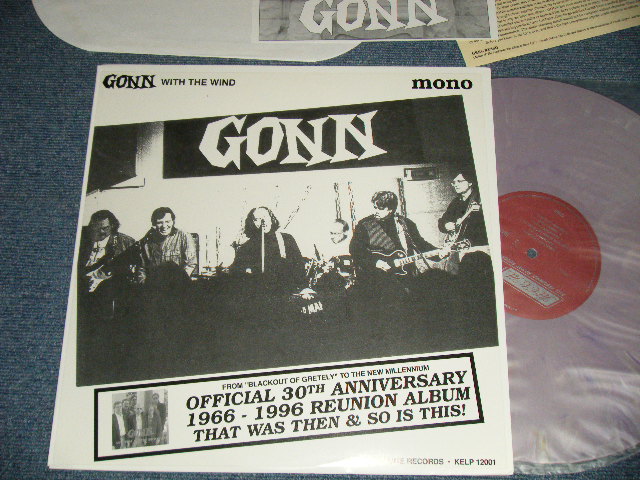 GONN
GONN WITH THE WIND
mono
GONN
FROM "BLACKOUT OF GRETELY" TO THE NEW MILLENNIUM
OFFICIAL 30TH ANNIVERSARY
1966 - 1996 REUNION ALBUM
THAT WAS THEN & SO IS THIS!
RECORDS • KELP 12001